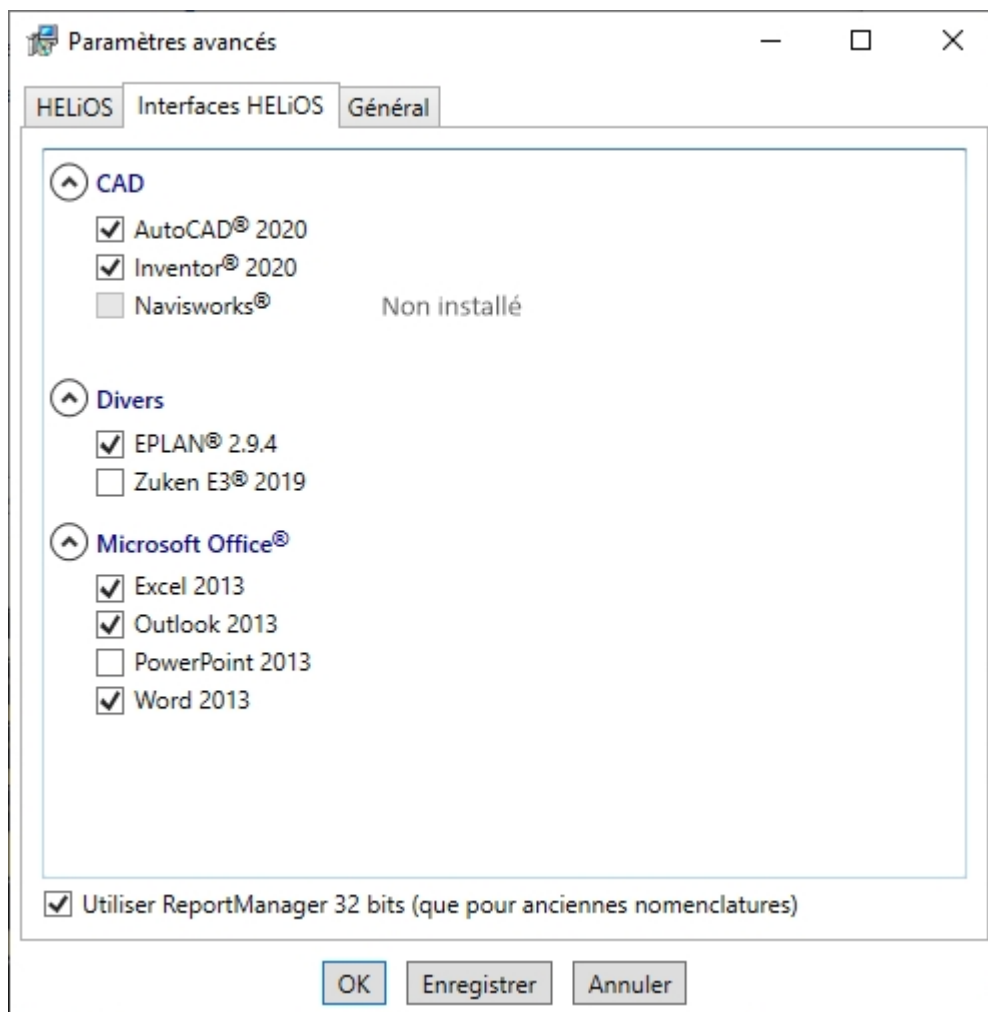 Paramètres avancés
HELiOS Interfaces HELiOS Général
CAD
AutoCAD® 2020
Inventor® 2020
Navisworks® Non installé
Divers
EPLAN® 2.9.4
Zuken E3® 2019
Microsoft Office®
Excel 2013
Outlook 2013
PowerPoint 2013
Word 2013
Utiliser ReportManager 32 bits (que pour anciennes nomenclatures)
OK Enregistrer Annuler